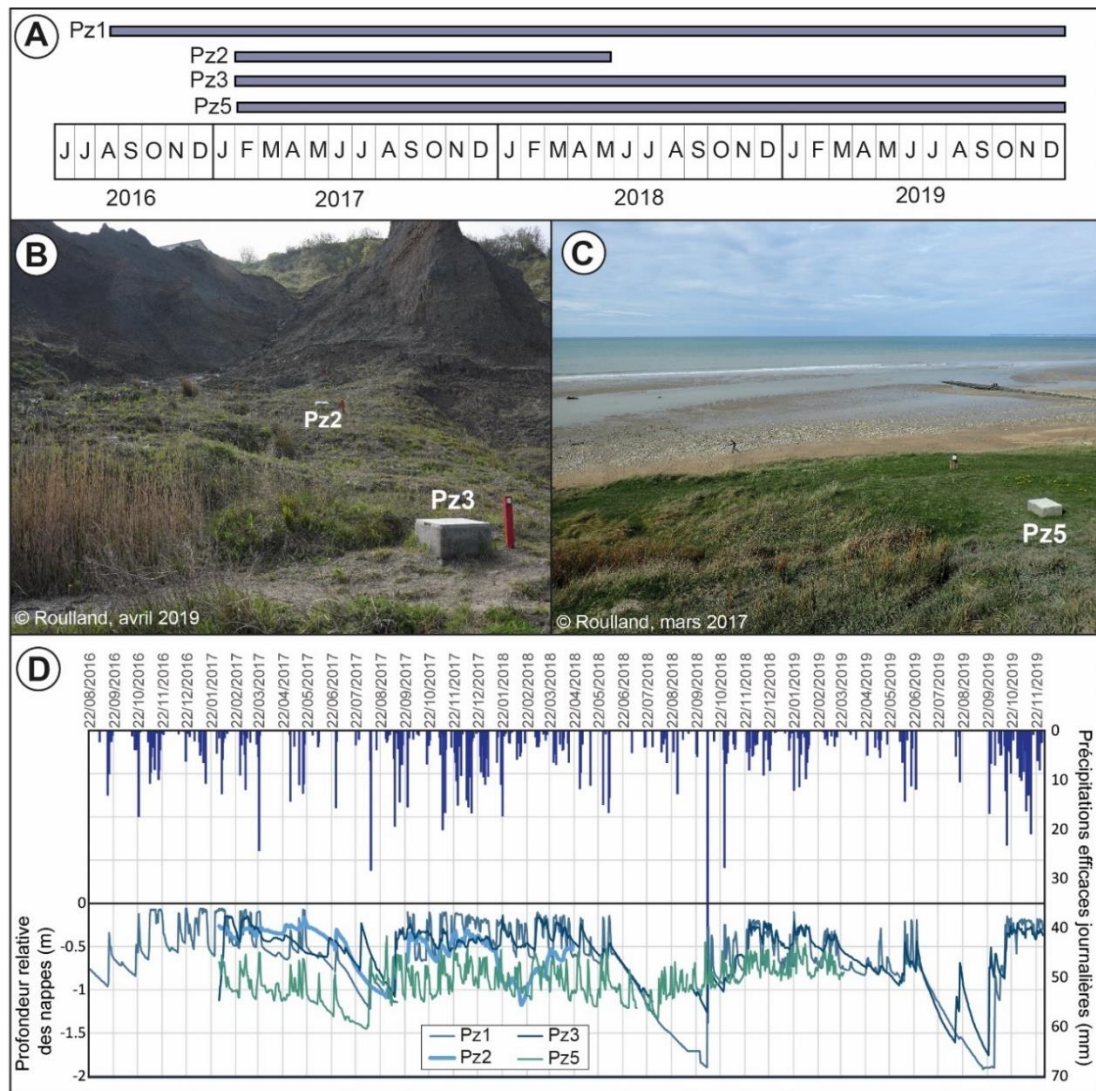 A
Pz1
Pz2
Pz3
Pz5
J J A S O N D J F M A M J J A S O N D J F M A M J J A S O N D J F M A M J J A S O N D
2016 2017 2018 2019
B
Pz2
Pz3
© Roulland, avril 2019
C
Pz5
© Roulland, mars 2017
D
22/08/2016
22/09/2016
22/10/2016
22/11/2016
22/12/2016
22/01/2017
22/02/2017
22/03/2017
22/04/2017
22/05/2017
22/06/2017
22/07/2017
22/08/2017
22/09/2017
22/10/2017
22/11/2017
22/12/2017
22/01/2018
22/02/2018
22/03/2018
22/04/2018
22/05/2018
22/06/2018
22/07/2018
22/08/2018
22/09/2018
22/10/2018
22/11/2018
22/12/2018
22/01/2019
22/02/2019
22/03/2019
22/04/2019
22/05/2019
22/06/2019
22/07/2019
22/08/2019
22/09/2019
22/10/2019
22/11/2019
0
10
20
30
40
50
60
70
Précipitations efficaces journalières (mm)
Profondeur relative
des nappes (m)
0
-0.5
-1
-1.5
-2
Pz1 Pz3
Pz2 Pz5